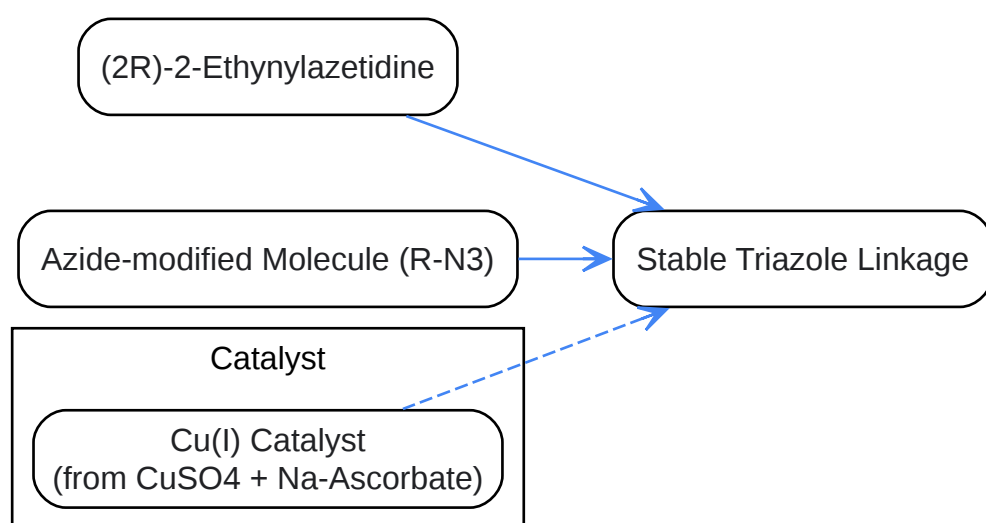 (2R)-2-Ethynylazetidine
Azide-modified Molecule (R-N3)
Stable Triazole Linkage
Catalyst
Cu(I) Catalyst
(from CuSO4 + Na-Ascorbate)